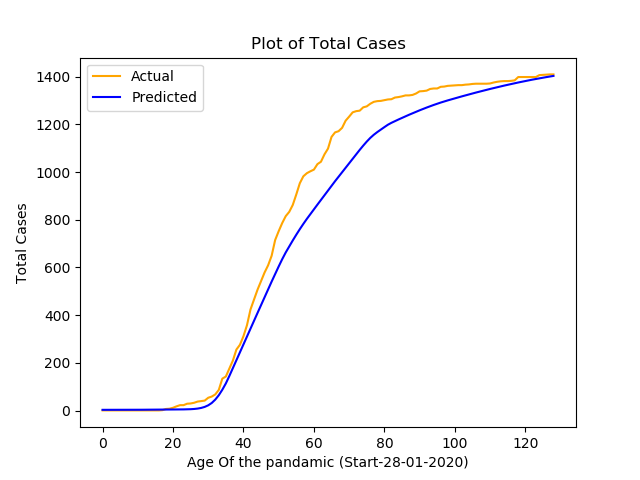 Plot of Total Cases
Actual
Predicted
Total Cases
1400
1200
1000
800
600
400
200
0
0 20 40 60 80 100 120
Age Of the pandamic (Start-28-01-2020)